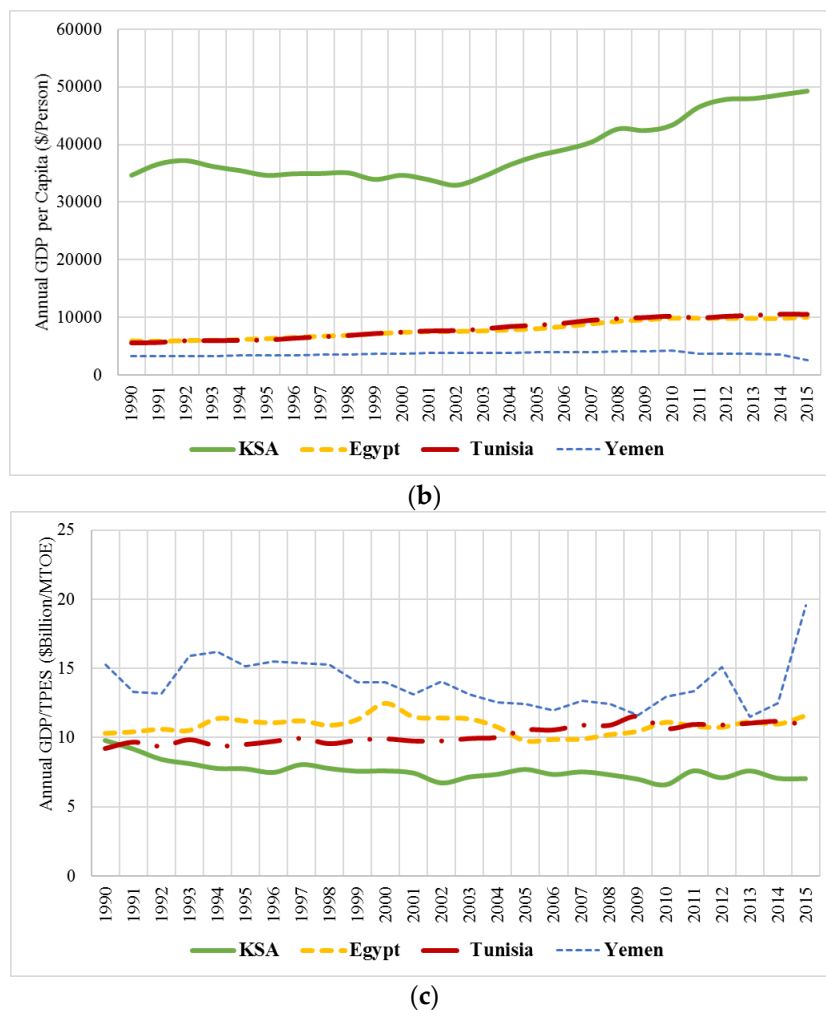 60000
50000
40000
30000
20000
10000
0
Annual GDP per Capita ($/Person)
1990 1991 1992 1993 1994 1995 1996 1997 1998 1999 2000 2001 2002 2003 2004 2005 2006 2007 2008 2009 2010 2011 2012 2013 2014 2015
KSA Egypt Tunisia Yemen
(b)
25
20
15
10
5
0
Annual GDP/TPES ($Billion/MTOE)
1990 1991 1992 1993 1994 1995 1996 1997 1998 1999 2000 2001 2002 2003 2004 2005 2006 2007 2008 2009 2010 2011 2012 2013 2014 2015
KSA Egypt Tunisia Yemen
(c)